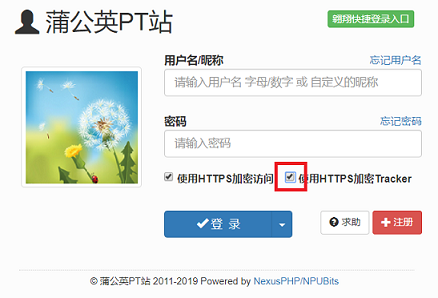 蒲公英PT站
翱翔快捷登录入口
用户名/昵称
忘记用户名
请输入用户名 字母/数字 或 自定义的昵称
密码
忘记密码
请输入密码
使用HTTPS加密访问
使用HTTPS加密Tracker
登 录
求助
注册
© 蒲公英PT站 2011-2019 Powered by NexusPHP/NPUBits